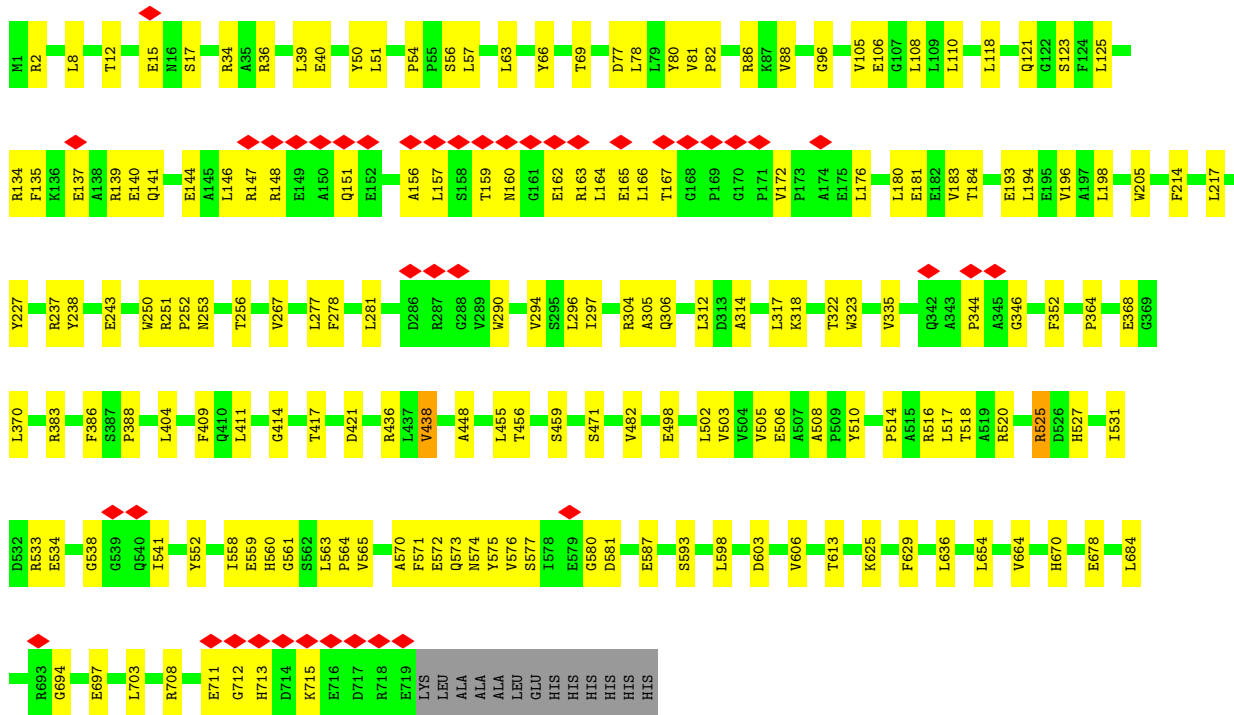 M1 R2 L8 T12 E15 N16 S17 R34 A35 R36 L39 E40 Y50 L51 P54 P55 S56 L57 L63 Y66 T69 D77 L78 L79 Y80 V81 P82 R86 K87 V88 G96 V105 E106 G107 L108 L109 L110 L118 Q121 G122 S123 F124 L125
R134 F135 K136 E137 A138 R139 E140 Q141 E144 A145 L146 R147 R148 E149 A150 Q151 E152 A156 L157 S158 T159 N160 G161 E162 R163 L164 E165 L166 T167 G168 P169 G170 P171 V172 P173 A174 E175 L176 L180 E181 E182 V183 T184 E193 L194 E195 V196 A197 L198 W205 F214 L217
Y227 R237 Y238 E243 W250 R251 P252 N253 T256 V267 L277 F278 L281 D286 R287 G288 V289 W290 V294 S295 L296 I297 R304 A305 Q306 L312 D313 A314 L317 K318 T322 W323 V335 Q342 A343 P344 A345 G346 F352 P364 E368 G369
L370 R383 F386 S387 P388 L404 F409 Q410 L411 G414 T417 D421 R436 L437 V438 A448 L455 T456 S459 S471 V482 E498 L502 V503 V504 V505 E506 A507 A508 P509 Y510 P514 A515 R516 L517 T518 A519 R520 R525 D526 H527 I531
D532 R533 E534 G538 G539 Q540 I541 Y552 I558 E559 H560 G561 S562 L563 P564 V565 A570 F571 E572 Q573 N574 Y575 V576 S577 I578 E579 G580 D581 E587 S593 L598 D603 V606 T613 K625 F629 L636 L654 V664 H670 E678 L684
R693 G694 E697 L703 R708 E711 G712 H713 D714 K715 E716 D717 R718 E719 LYS LEU ALA ALA ALA LEU GLU HIS HIS HIS HIS HIS HIS